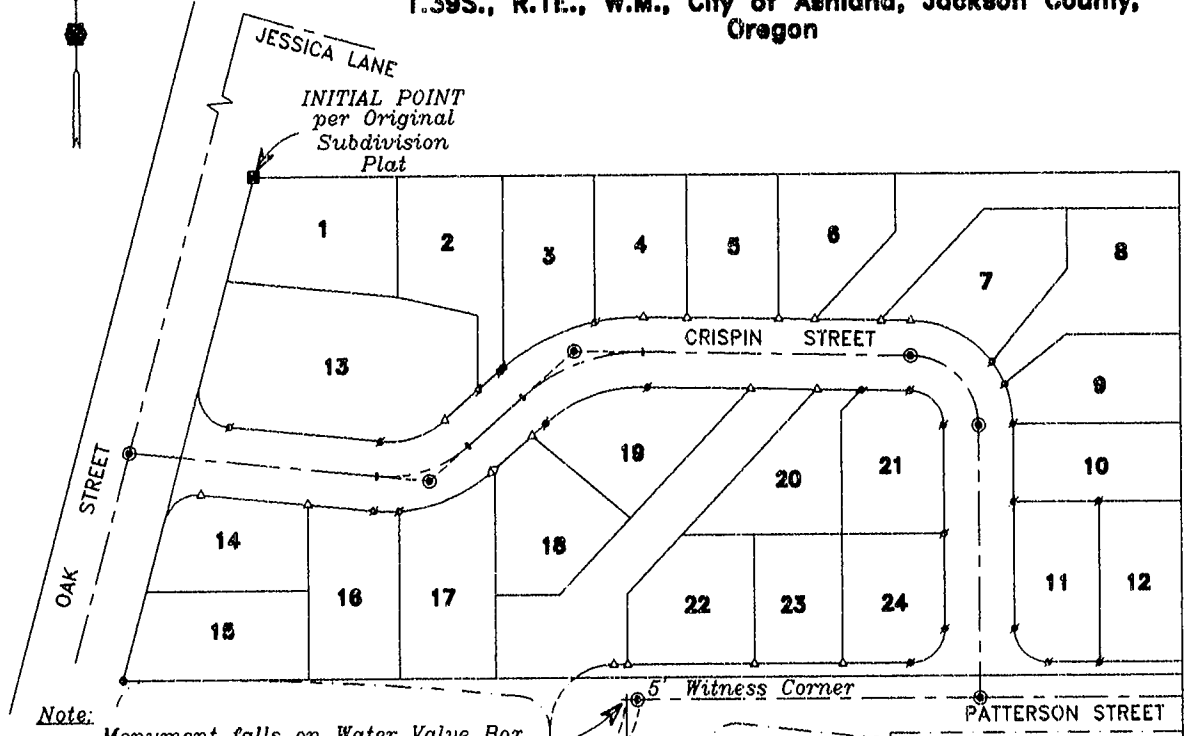 T.39S., R.1E., W.M., City of Ashland, Jackson County,
Oregon
JESSICA LANE
INITIAL POINT
per Original
Subdivision
Plat
1
2
3
4
5
6
7
8
13
CRISPIN STREET
9
OAK STREET
19
20
21
10
14
18
16
17
15
22
23
24
11
12
5' Witness Corner
PATTERSON STREET
Note:
Monument falls on Water Valve Box